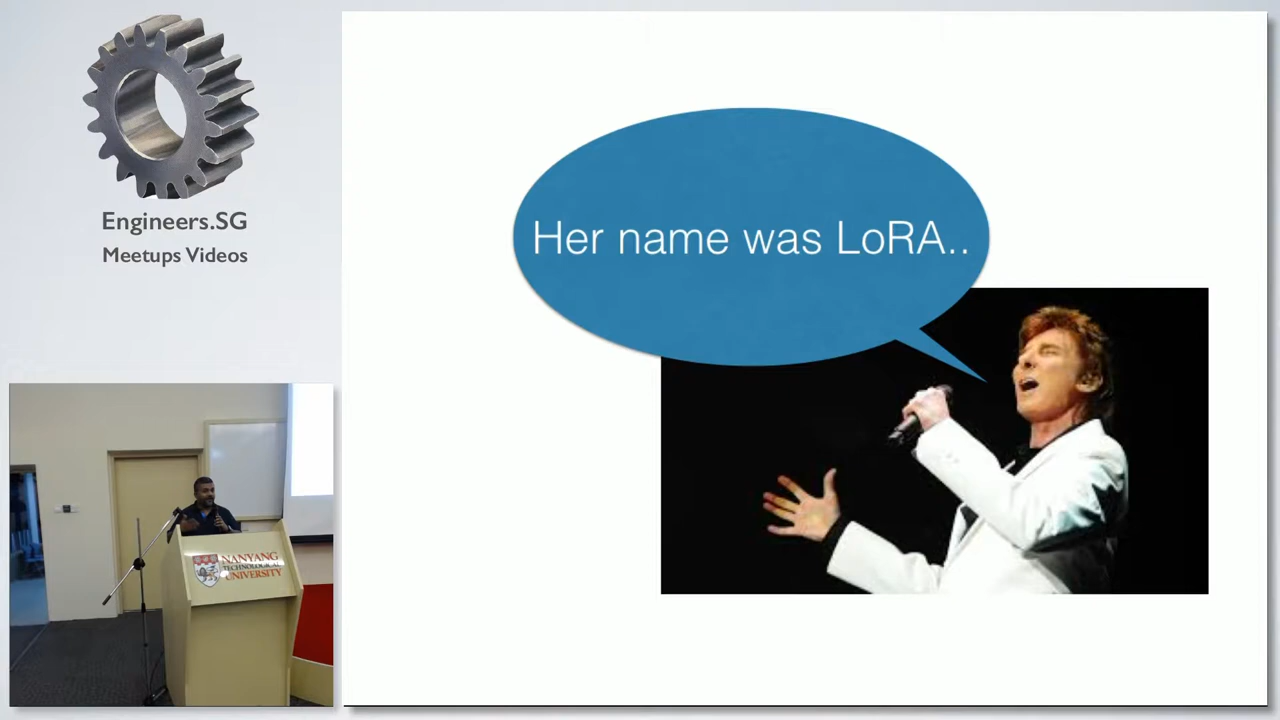 Engineers.SG
Meetups Videos
Her name was LoRA..
NANYANG
TECHNOLOGICAL
UNIVERSITY